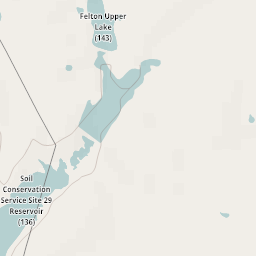 Felton Upper
Lake
(143)
Soil
Conservation
Service Site 29
Reservoir
(136)